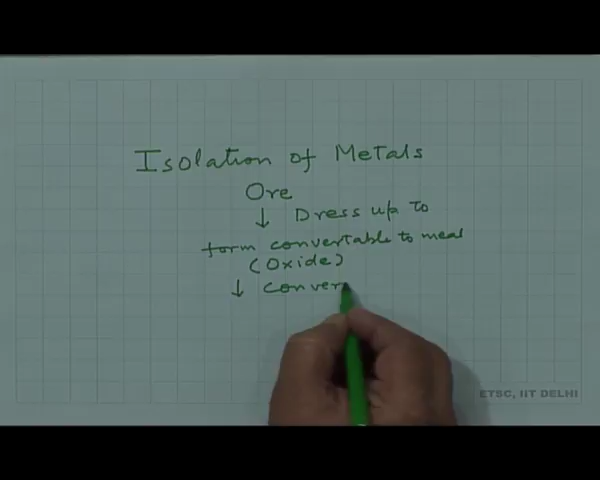 Isolation of Metals
Ore
↓ Dress up to
form convertable to meal
(Oxide)
↓ conver
ETSC, IIT DELHI